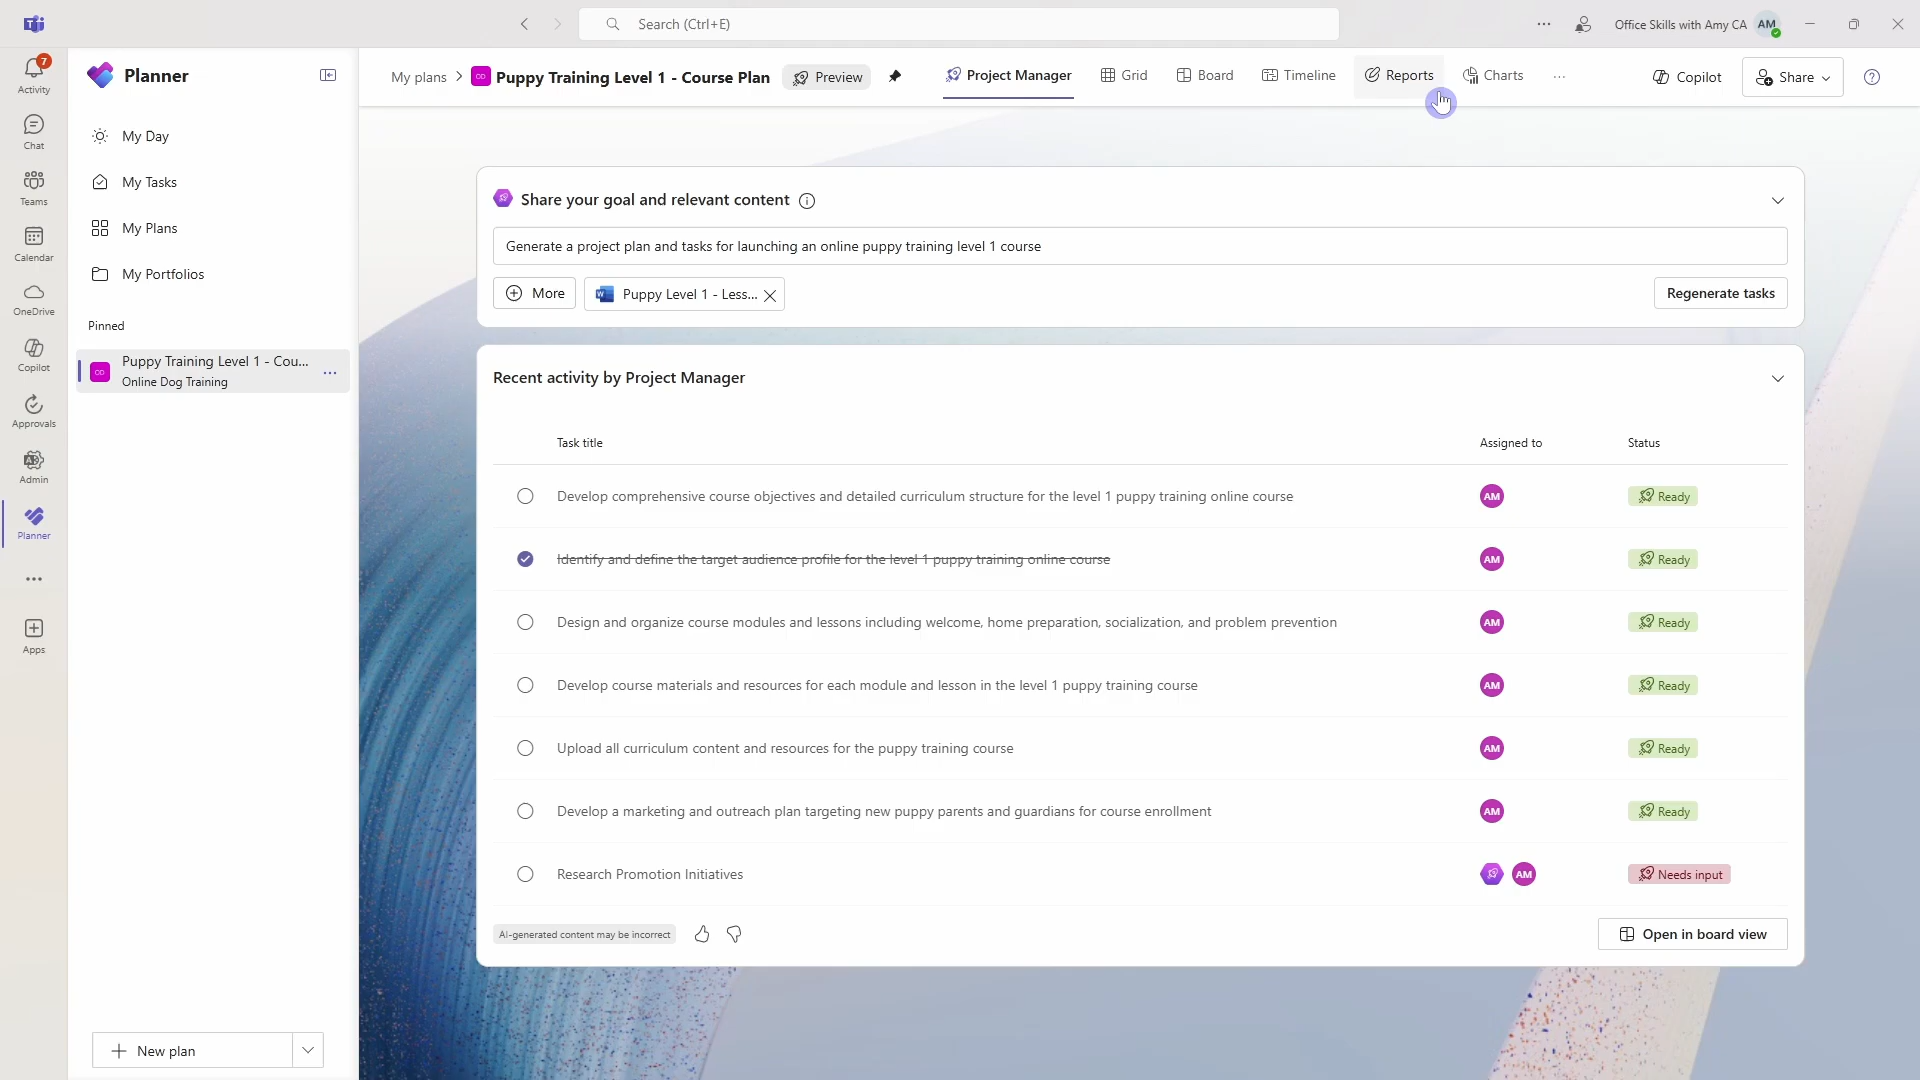 Search (Ctrl+E)
Office Skills with Amy CA
AM
7
Activity
Chat
Teams
Calendar
OneDrive
Copilot
Approvals
Admin
Planner
Apps
Planner
My Day
My Tasks
My Plans
My Portfolios
Pinned
Puppy Training Level 1 - Cou...
Online Dog Training
New plan
My plans
Puppy Training Level 1 - Course Plan
Preview
Project Manager
Grid
Board
Timeline
Reports
Charts
Copilot
Share
Share your goal and relevant content
Generate a project plan and tasks for launching an online puppy training level 1 course
More
Puppy Level 1 - Less...
Regenerate tasks
Recent activity by Project Manager
Task title Assigned to Status
Develop comprehensive course objectives and detailed curriculum structure for the level 1 puppy training online course AM Ready
Identify and define the target audience profile for the level 1 puppy training online course AM Ready
Design and organize course modules and lessons including welcome, home preparation, socialization, and problem prevention AM Ready
Develop course materials and resources for each module and lesson in the level 1 puppy training course AM Ready
Upload all curriculum content and resources for the puppy training course AM Ready
Develop a marketing and outreach plan targeting new puppy parents and guardians for course enrollment AM Ready
Research Promotion Initiatives AM Needs input
AI-generated content may be incorrect
Open in board view